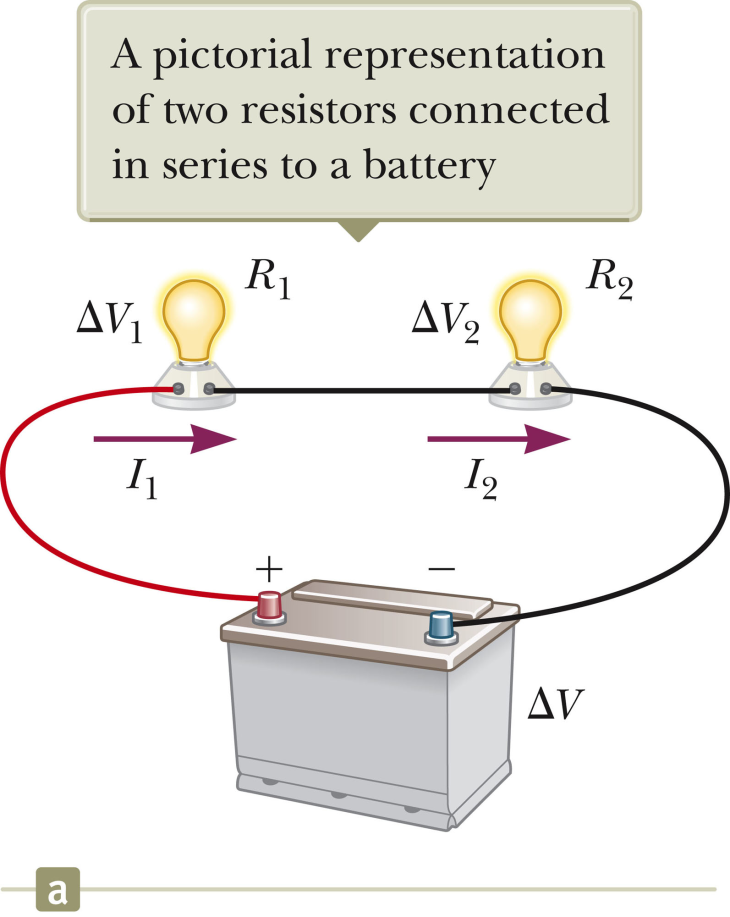 A pictorial representation
of two resistors connected
in series to a battery
R₁
R₂
ΔV₁
ΔV₂
I₁
I₂
+
−
ΔV
a